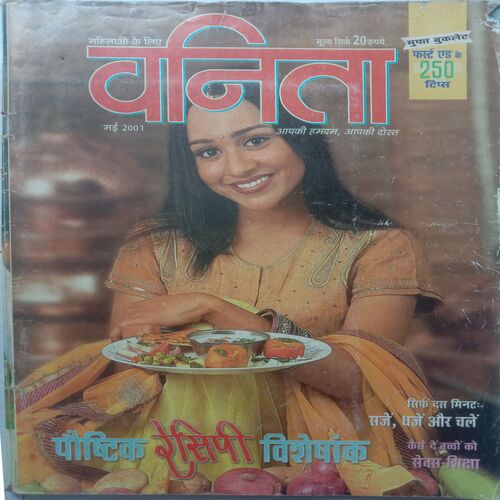 महिलाओं के लिए
मूल्य सिर्फ 20 रुपये
वनिता
मई 2001
आपकी हमदम, आपकी दोस्त
मुफ्त बुकलेट
फर्स्ट एड के
250
टिप्स
सिर्फ दस मिनटः
सजें, धजें और चलें
कैसे दें बच्चों को
सेक्स-शिक्षा
पौष्टिक रेसिपी विशेषांक